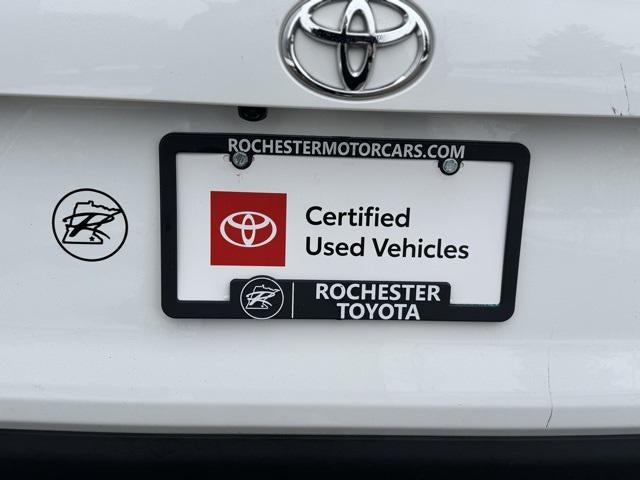 ROCHESTERMOTORCARS.COM
Certified
Used Vehicles
ROCHESTER
TOYOTA